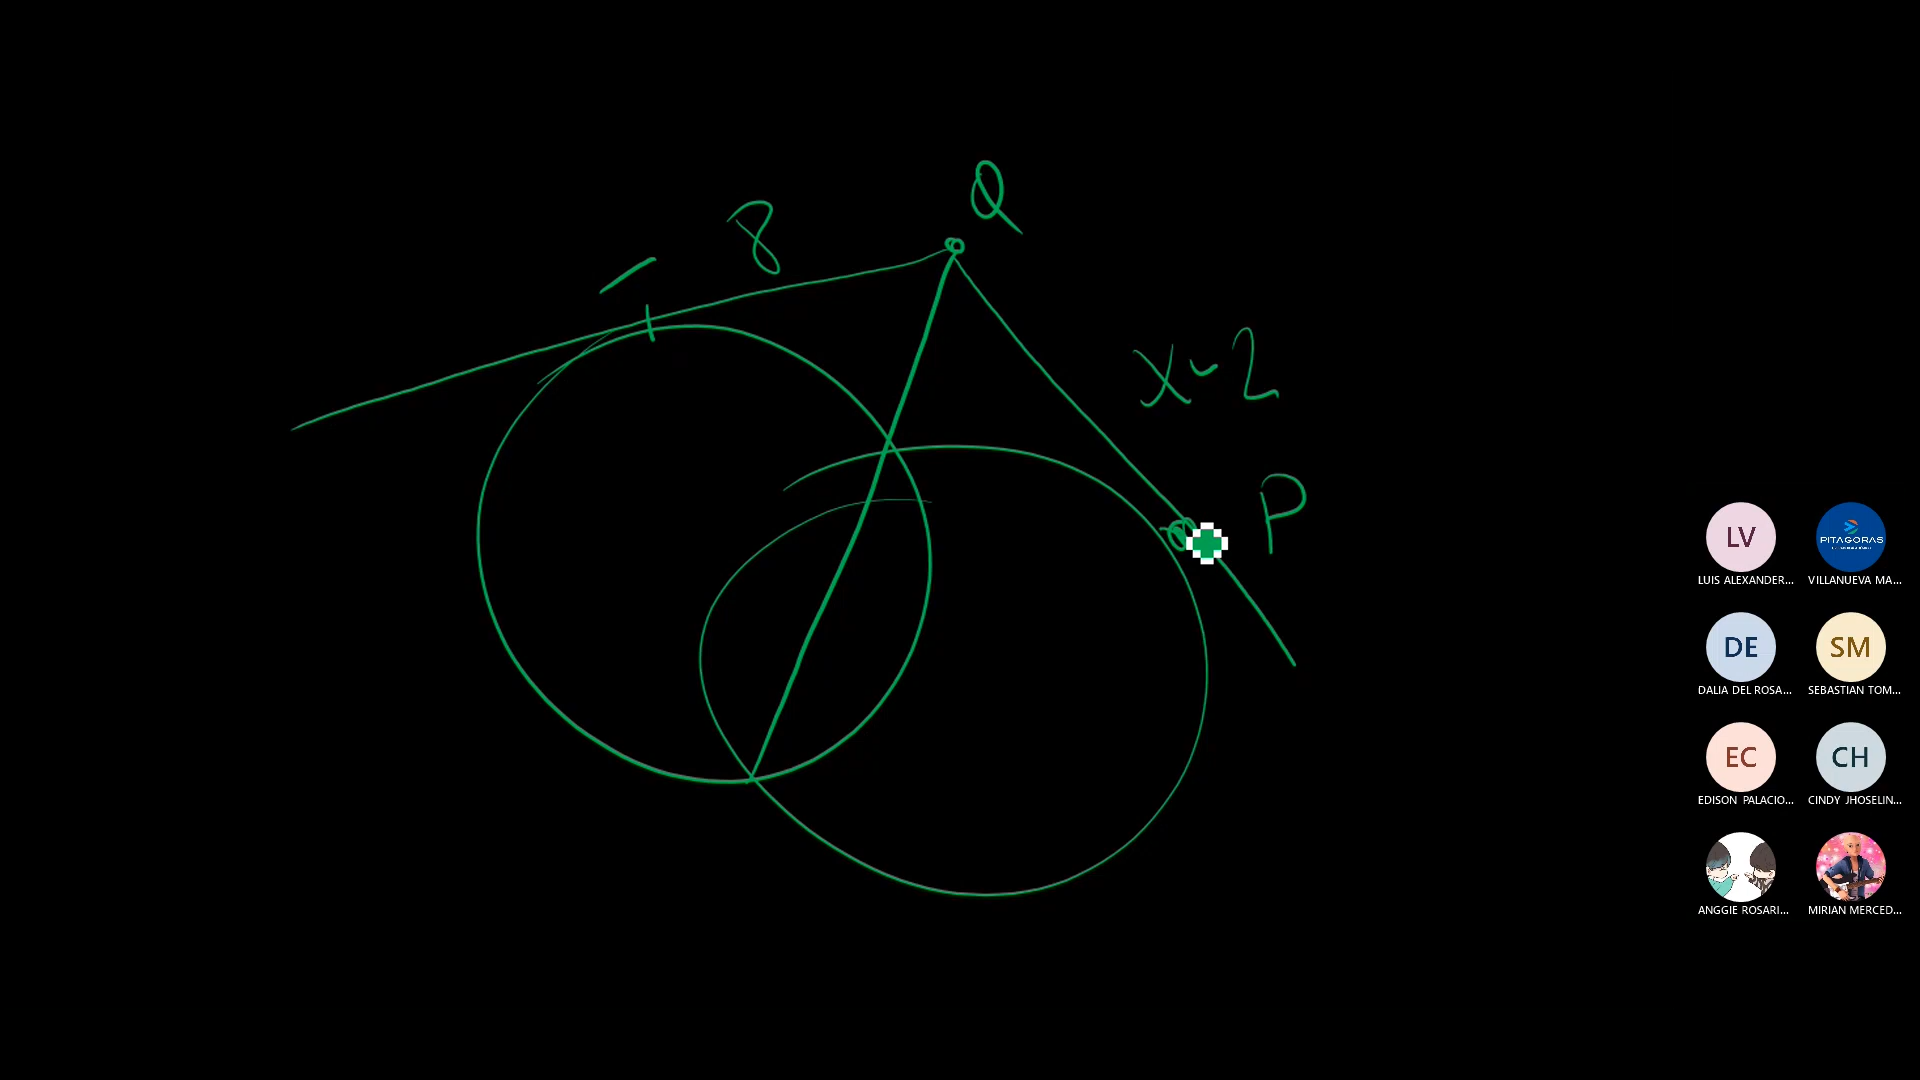 Q
8
x-2
P
LV
PITAGORAS
LUIS ALEXANDER...
VILLANUEVA MA...
DE
SM
DALIA DEL ROSA...
SEBASTIAN TOM...
EC
CH
EDISON PALACIO...
CINDY JHOSELIN...
ANGGIE ROSARI...
MIRIAN MERCED...